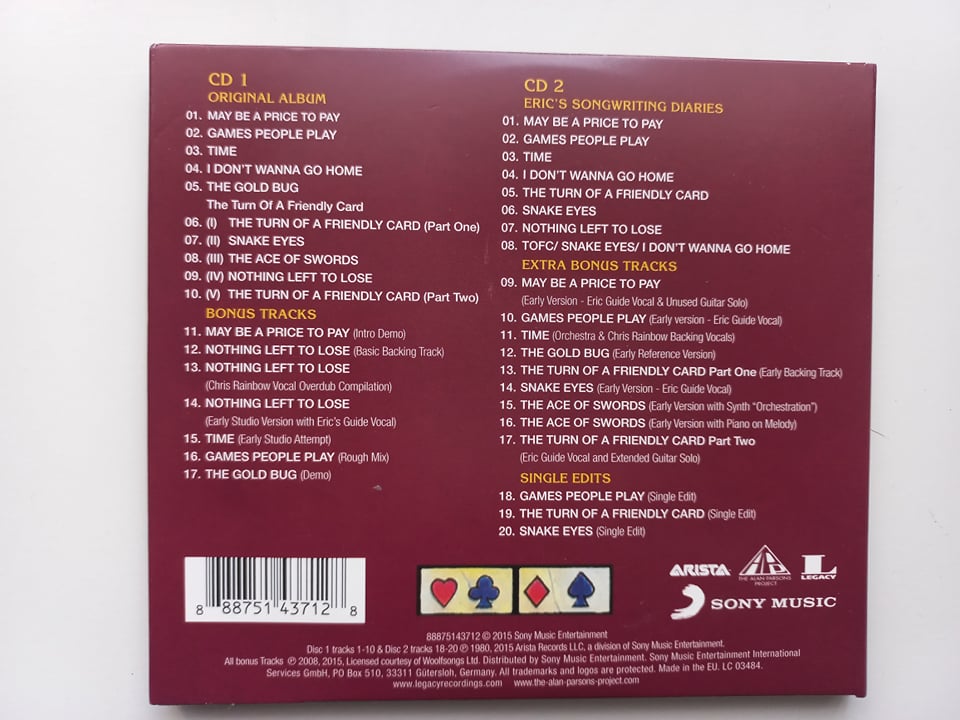 CD 1
ORIGINAL ALBUM
01. MAY BE A PRICE TO PAY
02. GAMES PEOPLE PLAY
03. TIME
04. I DON'T WANNA GO HOME
05. THE GOLD BUG
The Turn Of A Friendly Card
06. (I) THE TURN OF A FRIENDLY CARD (Part One)
07. (II) SNAKE EYES
08. (III) THE ACE OF SWORDS
09. (IV) NOTHING LEFT TO LOSE
10. (V) THE TURN OF A FRIENDLY CARD (Part Two)
BONUS TRACKS
11. MAY BE A PRICE TO PAY (Intro Demo)
12. NOTHING LEFT TO LOSE (Basic Backing Track)
13. NOTHING LEFT TO LOSE
(Chris Rainbow Vocal Overdub Compilation)
14. NOTHING LEFT TO LOSE
(Early Studio Version with Eric's Guide Vocal)
15. TIME (Early Studio Attempt)
16. GAMES PEOPLE PLAY (Rough Mix)
17. THE GOLD BUG (Demo)
CD 2
ERIC'S SONGWRITING DIARIES
01. MAY BE A PRICE TO PAY
02. GAMES PEOPLE PLAY
03. TIME
04. I DON'T WANNA GO HOME
05. THE TURN OF A FRIENDLY CARD
06. SNAKE EYES
07. NOTHING LEFT TO LOSE
08. TOFC/ SNAKE EYES/ I DON'T WANNA GO HOME
EXTRA BONUS TRACKS
09. MAY BE A PRICE TO PAY
(Early Version - Eric Guide Vocal & Unused Guitar Solo)
10. GAMES PEOPLE PLAY (Early version - Eric Guide Vocal)
11. TIME (Orchestra & Chris Rainbow Backing Vocals)
12. THE GOLD BUG (Early Reference Version)
13. THE TURN OF A FRIENDLY CARD Part One (Early Backing Track)
14. SNAKE EYES (Early Version - Eric Guide Vocal)
15. THE ACE OF SWORDS (Early Version with Synth "Orchestration")
16. THE ACE OF SWORDS (Early Version with Piano on Melody)
17. THE TURN OF A FRIENDLY CARD Part Two
(Eric Guide Vocal and Extended Guitar Solo)
SINGLE EDITS
18. GAMES PEOPLE PLAY (Single Edit)
19. THE TURN OF A FRIENDLY CARD (Single Edit)
20. SNAKE EYES (Single Edit)
8 88751 43712 8
ARISTA
THE ALAN PARSONS
PROJECT
L
LEGACY
SONY MUSIC
88875143712 © 2015 Sony Music Entertainment
Disc 1 tracks 1-10 & Disc 2 tracks 18-20 ℗ 1980, 2015 Arista Records LLC, a division of Sony Music Entertainment.
All bonus Tracks ℗ 2008, 2015, Licensed courtesy of Woolfsongs Ltd. Distributed by Sony Music Entertainment. Sony Music Entertainment International
Services GmbH, PO Box 510, 33311 Gütersloh, Germany. All trademarks and logos are protected. Made in the EU. LC 03484.
www.legacyrecordings.com www.the-alan-parsons-project.com